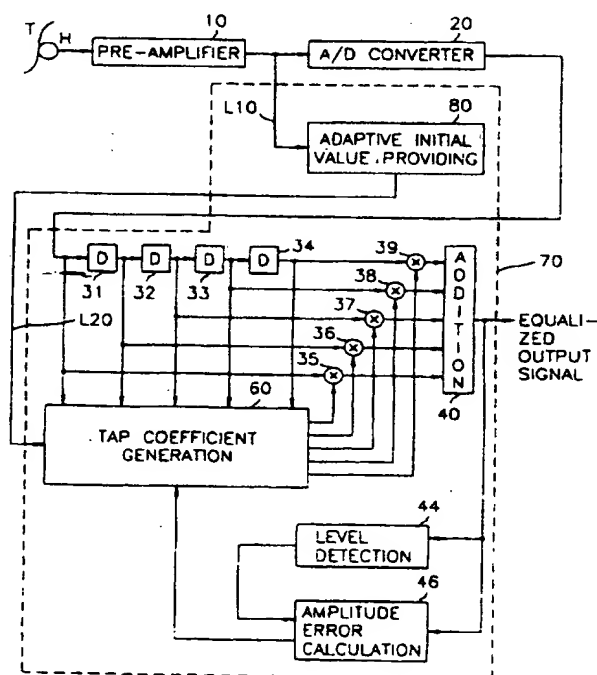 10
20
T
H
PRE-AMPLIFIER
A/D CONVERTER
L10
80
ADAPTIVE INITIAL
VALUE PROVIDING
D
D
D
D
34
39
70
31
32
33
38
L20
37
36
35
ADDITION
EQUALI-
ZED
OUTPUT
SIGNAL
60
40
TAP COEFFICIENT
GENERATION
44
LEVEL
DETECTION
46
AMPLITUDE
ERROR
CALCULATION